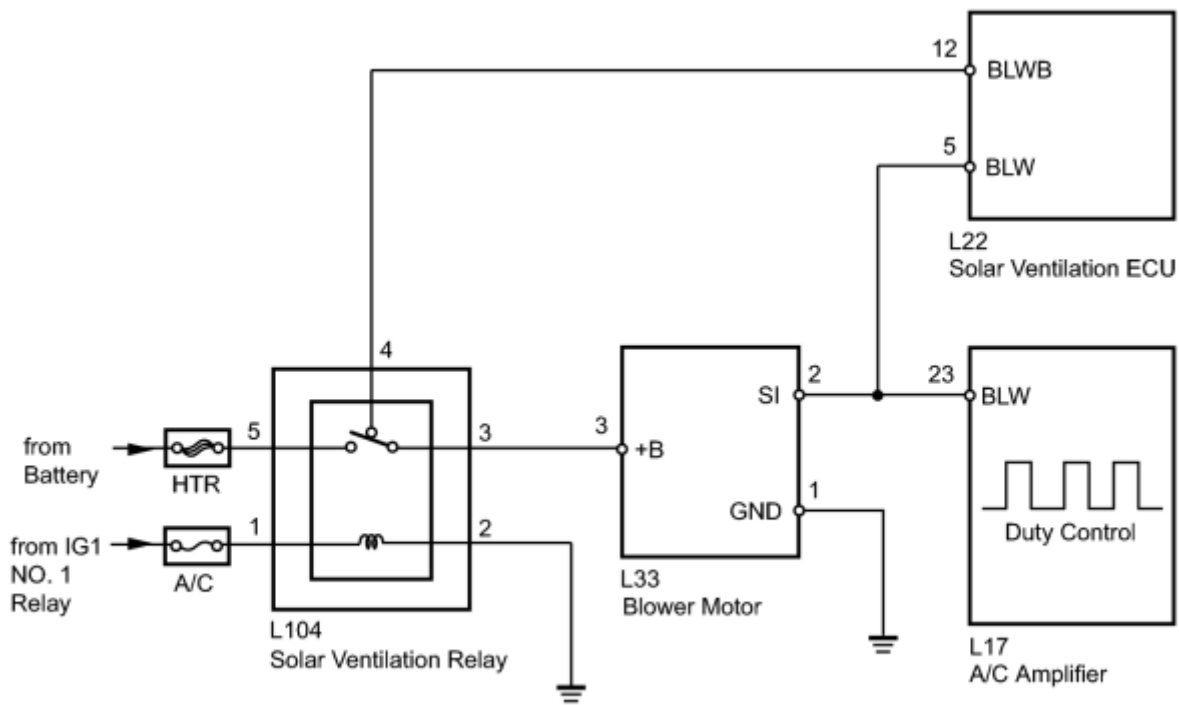 12
BLWB
5
BLW
L22
Solar Ventilation ECU
4
from
Battery
HTR
5
3
from IG1
NO. 1
Relay
A/C
1
2
L104
Solar Ventilation Relay
3
+B
SI
2
GND
1
L33
Blower Motor
23
BLW
Duty Control
L17
A/C Amplifier